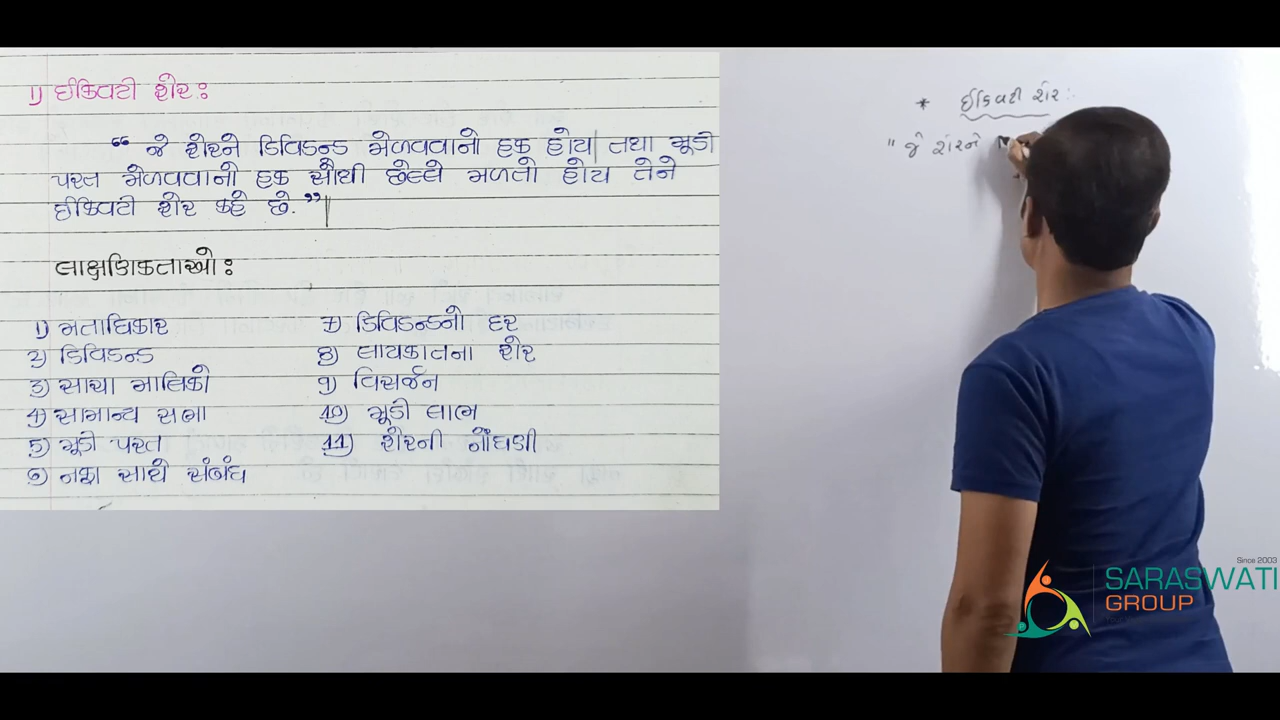 1) ઈક્વિટી શેર :
“ જે શેરને ડિવિડન્ડ મેળવવાનો હક હોય તથા મૂડી
પરત મેળવવાનો હક સૌથી છેલ્લે મળતો હોય તેને
ઈક્વિટી શેર કહે છે. ”
લાક્ષણિકતાઓ :
1) મતાધિકાર
2) ડિવિડન્ડ
3) સાચા માલિકી
4) સામાન્ય સભા
5) મૂડી પરત
6) નફા સાથે સંબંધ
7) ડિવિડન્ડનો દર
8) લાયકાતના શેર
9) વિસર્જન
10) મૂડી લાભ
11) શેરની નોંધણી
* ઈક્વિટી શેર :-
" જે શેરને
Since 2003
SARASWATI
GROUP